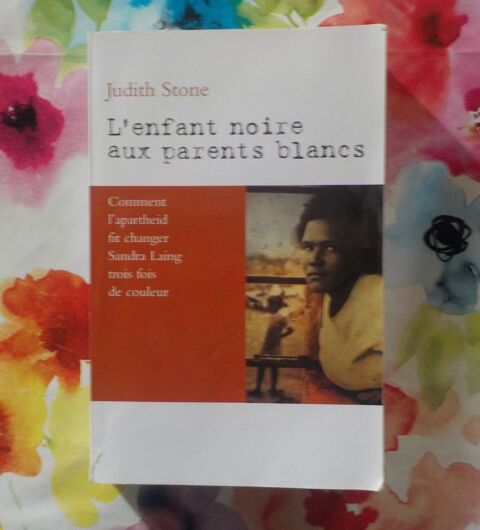 Judith Stone
L'enfant noire
aux parents blancs
Comment
l'apartheid
fit changer
Sandra Laing
trois fois
de couleur